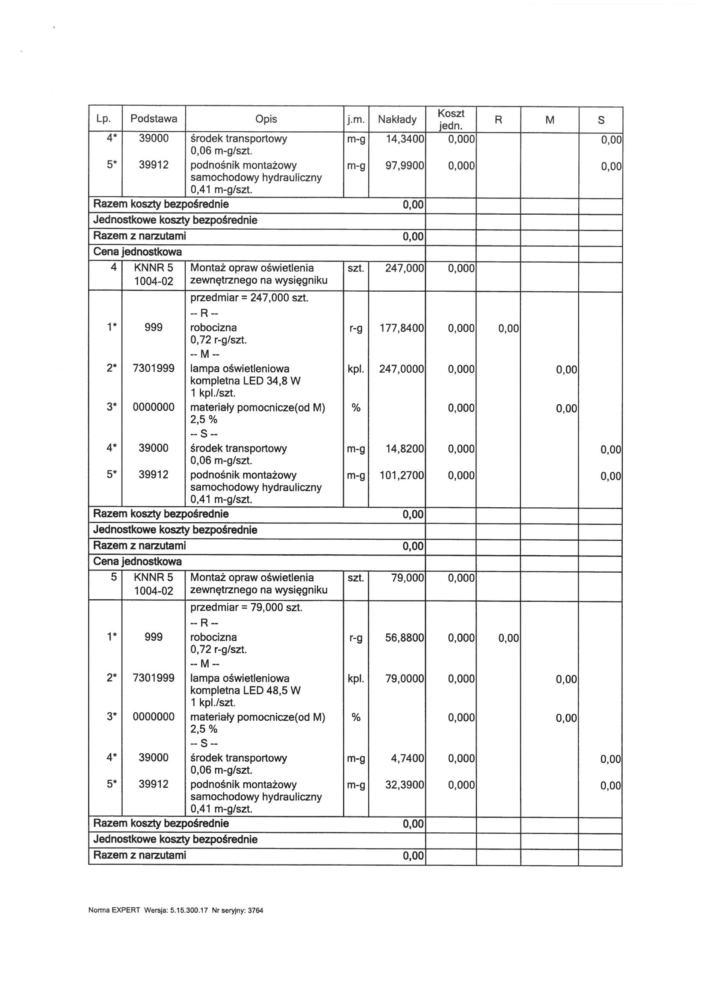 Lp. Podstawa Opis j.m. Nakłady Koszt jedn. R M S
4* 39000 środek transportowy m-g 14,3400 0,000 0,00
0,06 m-g/szt.
5* 39912 podnośnik montażowy m-g 97,9900 0,000 0,00
samochodowy hydrauliczny
0,41 m-g/szt.
Razem koszty bezpośrednie 0,00
Jednostkowe koszty bezpośrednie
Razem z narzutami 0,00
Cena jednostkowa
4 KNNR 5 Montaż opraw oświetlenia szt. 247,000 0,000
1004-02 zewnętrznego na wysięgniku
przedmiar = 247,000 szt.
-- R --
1* 999 robocizna r-g 177,8400 0,000 0,00
0,72 r-g/szt.
-- M --
2* 7301999 lampa oświetleniowa kpl. 247,0000 0,000 0,00
kompletna LED 34,8 W
1 kpl./szt.
3* 0000000 materiały pomocnicze(od M) % 0,000 0,00
2,5 %
-- S --
4* 39000 środek transportowy m-g 14,8200 0,000 0,00
0,06 m-g/szt.
5* 39912 podnośnik montażowy m-g 101,2700 0,000 0,00
samochodowy hydrauliczny
0,41 m-g/szt.
Razem koszty bezpośrednie 0,00
Jednostkowe koszty bezpośrednie
Razem z narzutami 0,00
Cena jednostkowa
5 KNNR 5 Montaż opraw oświetlenia szt. 79,000 0,000
1004-02 zewnętrznego na wysięgniku
przedmiar = 79,000 szt.
-- R --
1* 999 robocizna r-g 56,8800 0,000 0,00
0,72 r-g/szt.
-- M --
2* 7301999 lampa oświetleniowa kpl. 79,0000 0,000 0,00
kompletna LED 48,5 W
1 kpl./szt.
3* 0000000 materiały pomocnicze(od M) % 0,000 0,00
2,5 %
-- S --
4* 39000 środek transportowy m-g 4,7400 0,000 0,00
0,06 m-g/szt.
5* 39912 podnośnik montażowy m-g 32,3900 0,000 0,00
samochodowy hydrauliczny
0,41 m-g/szt.
Razem koszty bezpośrednie 0,00
Jednostkowe koszty bezpośrednie
Razem z narzutami 0,00
Norma EXPERT Wersja: 5.15.300.17 Nr seryjny: 3764